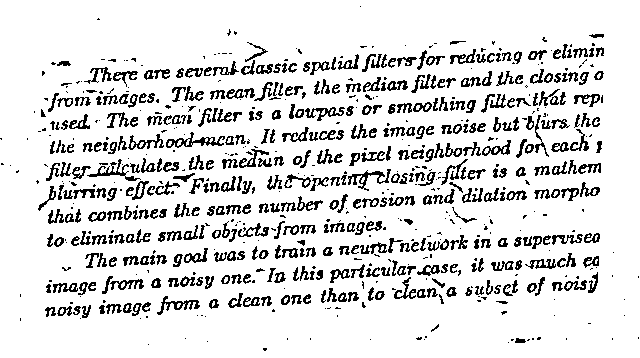 There are several classic spatial filters for reducing or elimin
from images. The mean filter, the median filter and the closing o
used. The mean filter is a lowpass or smoothing filter that repl
the neighborhood mean. It reduces the image noise but blurs the
filter calculates the median of the pixel neighborhood for each p
blurring effect. Finally, the opening closing filter is a mathem
that combines the same number of erosion and dilation morpho
to eliminate small objects from images.
The main goal was to train a neural network in a supervised
image from a noisy one. In this particular case, it was much ea
noisy image from a clean one than to clean a subset of noisy